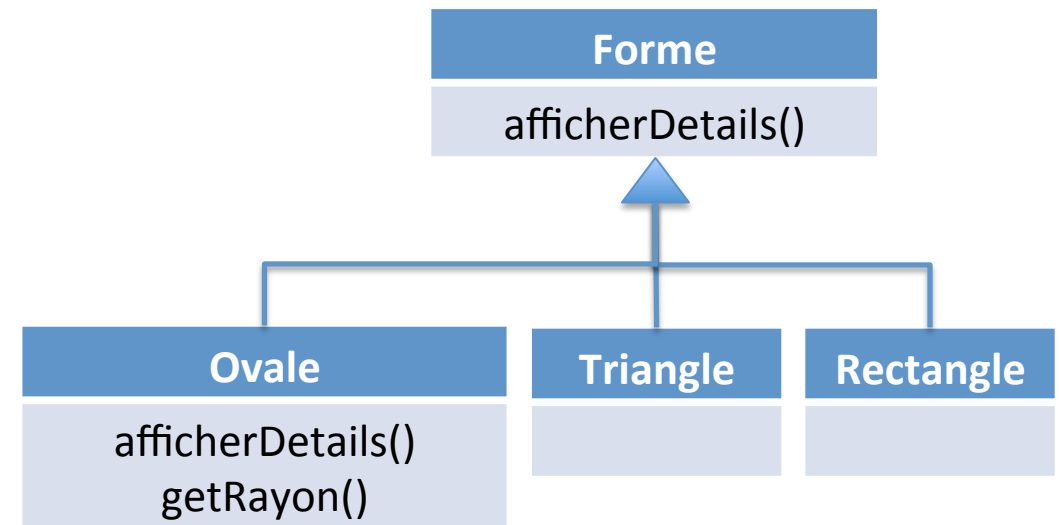 Forme
afficherDetails()
Ovale
afficherDetails()
getRayon()
Triangle
Rectangle